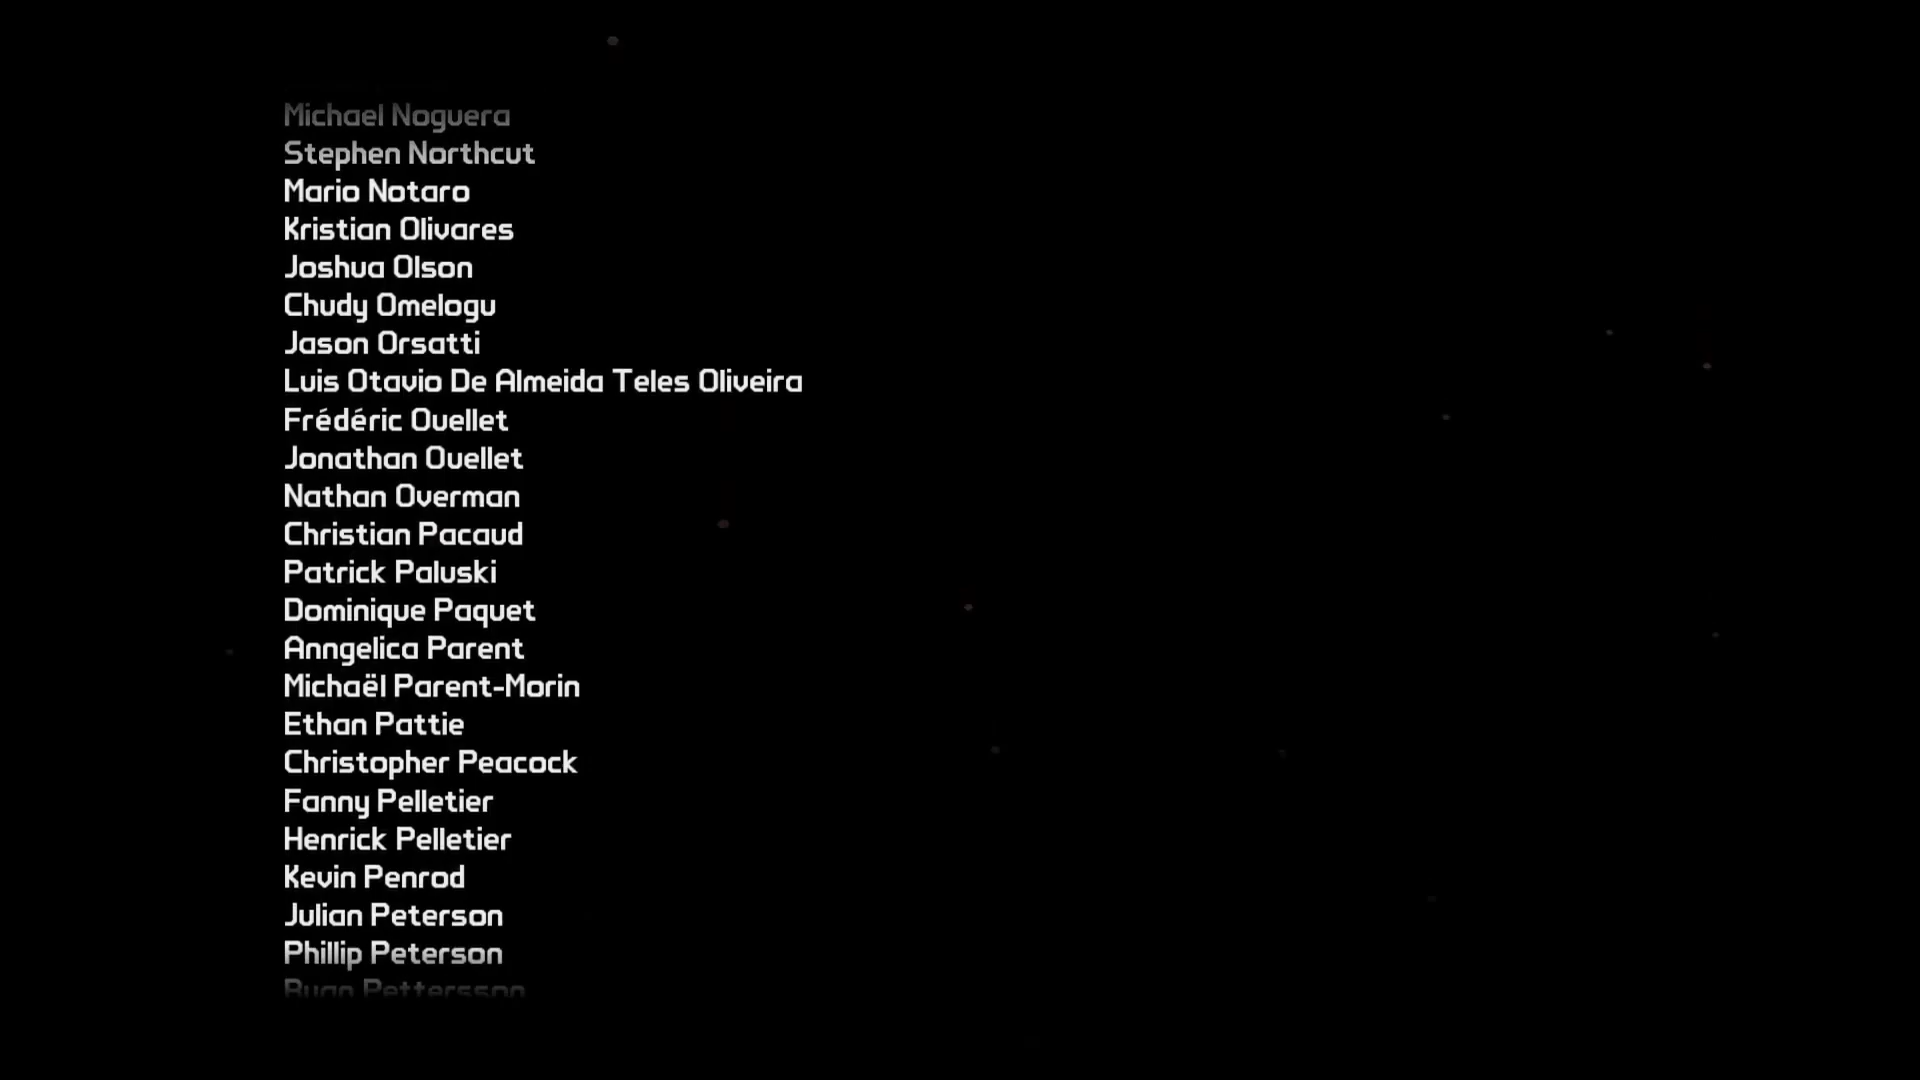 Michael Noguera
Stephen Northcut
Mario Notaro
Kristian Olivares
Joshua Olson
Chudy Omelogu
Jason Orsatti
Luis Otavio De Almeida Teles Oliveira
Frédéric Ouellet
Jonathan Ouellet
Nathan Overman
Christian Pacaud
Patrick Paluski
Dominique Paquet
Anngelica Parent
Michaël Parent-Morin
Ethan Pattie
Christopher Peacock
Fanny Pelletier
Henrick Pelletier
Kevin Penrod
Julian Peterson
Phillip Peterson
Ryan Pettersson